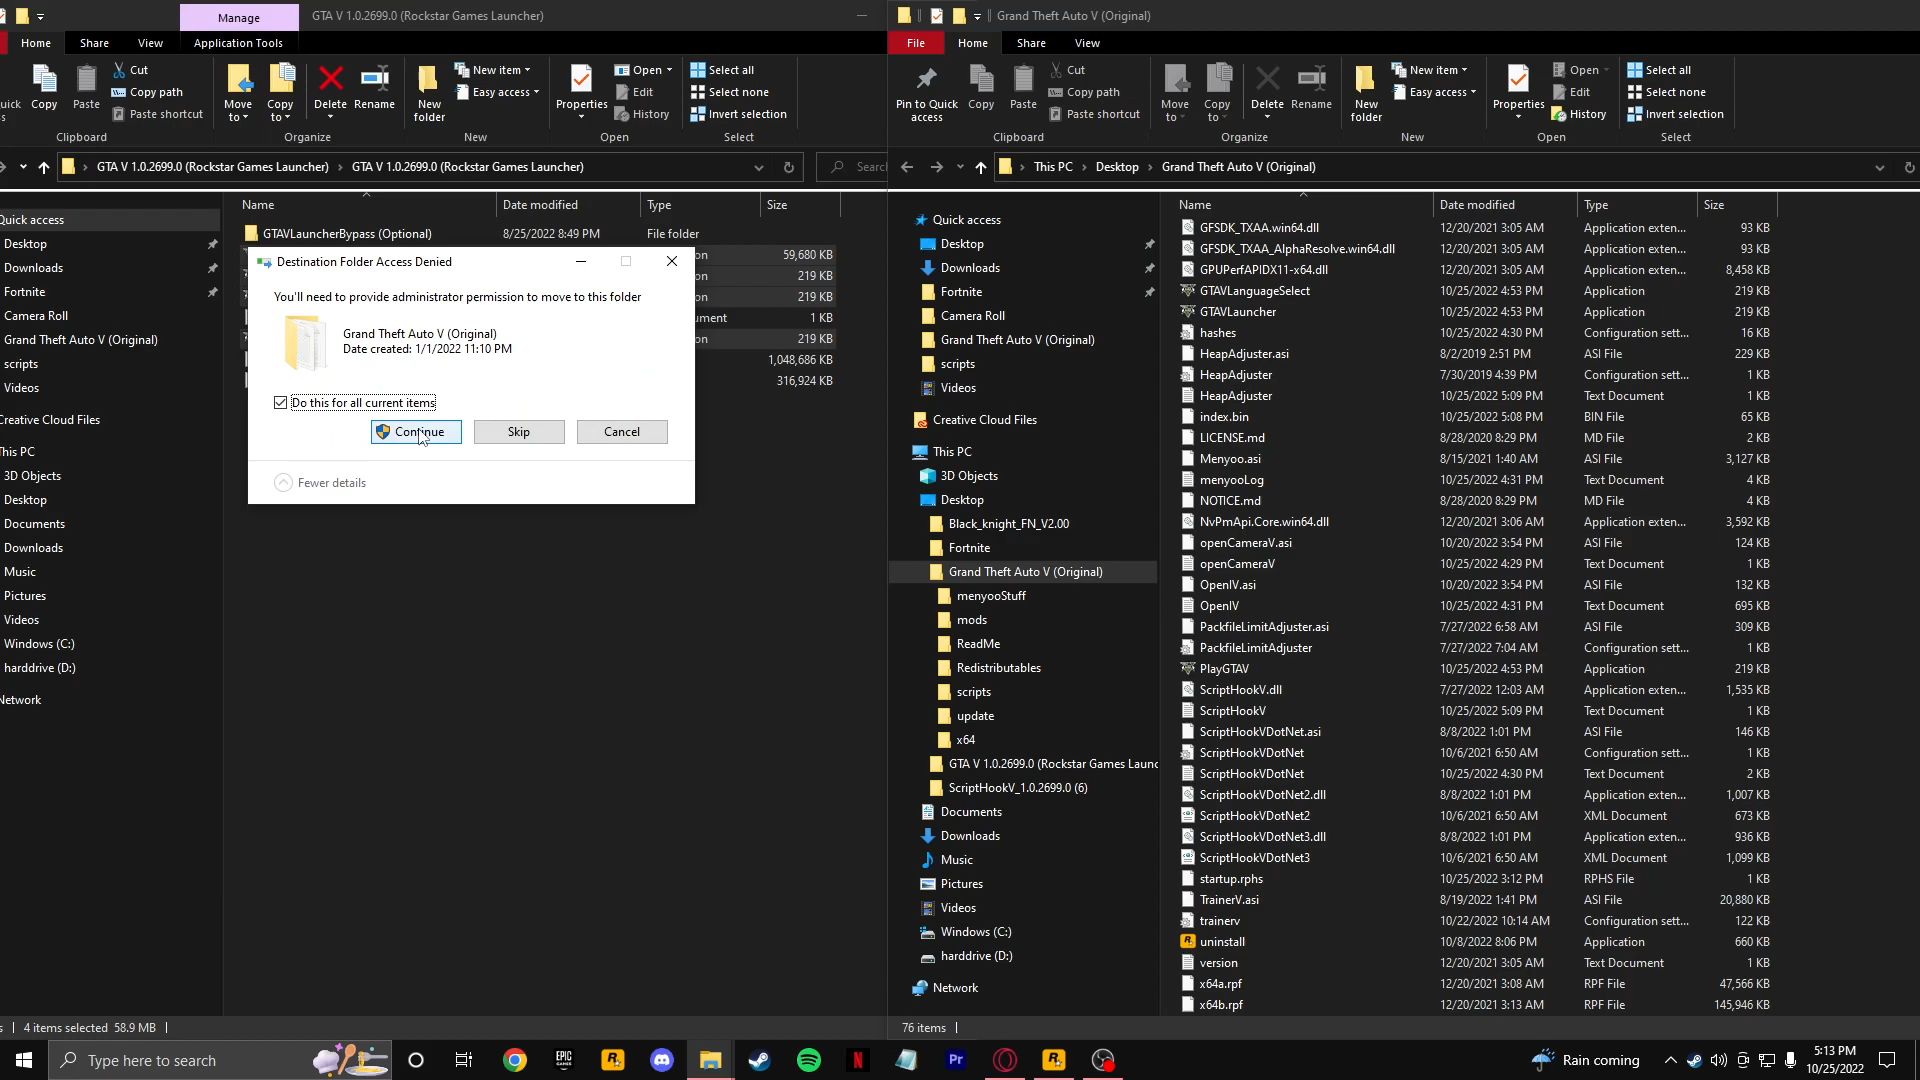 Manage
GTA V 1.0.2699.0 (Rockstar Games Launcher)
Home
Share
View
Application Tools
Copy
Paste
Cut
Copy path
Paste shortcut
Clipboard
Move to
Copy to
Delete
Rename
Organize
New folder
New item
Easy access
New
Properties
Open
Edit
History
Open
Select all
Select none
Invert selection
Select
GTA V 1.0.2699.0 (Rockstar Games Launcher) › GTA V 1.0.2699.0 (Rockstar Games Launcher)
Quick access
Desktop
Downloads
Fortnite
Camera Roll
Grand Theft Auto V (Original)
scripts
Videos
Creative Cloud Files
This PC
3D Objects
Desktop
Documents
Downloads
Music
Pictures
Videos
Windows (C:)
harddrive (D:)
Network
Name Date modified Type Size
GTAVLauncherBypass (Optional) 8/25/2022 8:49 PM File folder
59,680 KB
219 KB
219 KB
1 KB
219 KB
1,048,686 KB
316,924 KB
Destination Folder Access Denied
You'll need to provide administrator permission to move to this folder
Grand Theft Auto V (Original)
Date created: 1/1/2022 11:10 PM
Do this for all current items
Continue
Skip
Cancel
Fewer details
4 items selected 58.9 MB
Grand Theft Auto V (Original)
File
Home
Share
View
Pin to Quick access
Copy
Paste
Cut
Copy path
Paste shortcut
Clipboard
Move to
Copy to
Delete
Rename
Organize
New folder
New item
Easy access
New
Properties
Open
Edit
History
Open
Select all
Select none
Invert selection
Select
This PC › Desktop › Grand Theft Auto V (Original)
Quick access
Desktop
Downloads
Fortnite
Camera Roll
Grand Theft Auto V (Original)
scripts
Videos
Creative Cloud Files
This PC
3D Objects
Desktop
Black_knight_FN_V2.00
Fortnite
Grand Theft Auto V (Original)
menyooStuff
mods
ReadMe
Redistributables
scripts
update
x64
GTA V 1.0.2699.0 (Rockstar Games Launc
ScriptHookV_1.0.2699.0 (6)
Documents
Downloads
Music
Pictures
Videos
Windows (C:)
harddrive (D:)
Network
Name Date modified Type Size
GFSDK_TXAA.win64.dll 12/20/2021 3:05 AM Application exten... 93 KB
GFSDK_TXAA_AlphaResolve.win64.dll 12/20/2021 3:05 AM Application exten... 93 KB
GPUPerfAPIDX11-x64.dll 12/20/2021 3:05 AM Application exten... 8,458 KB
GTAVLanguageSelect 10/25/2022 4:53 PM Application 219 KB
GTAVLauncher 10/25/2022 4:53 PM Application 219 KB
hashes 10/25/2022 4:30 PM Configuration sett... 16 KB
HeapAdjuster.asi 8/2/2019 2:51 PM ASI File 229 KB
HeapAdjuster 7/30/2019 4:39 PM Configuration sett... 1 KB
HeapAdjuster 10/25/2022 5:09 PM Text Document 1 KB
index.bin 10/25/2022 5:08 PM BIN File 65 KB
LICENSE.md 8/28/2020 8:29 PM MD File 2 KB
Menyoo.asi 8/15/2021 1:40 AM ASI File 3,127 KB
menyooLog 10/25/2022 4:31 PM Text Document 4 KB
NOTICE.md 8/28/2020 8:29 PM MD File 4 KB
NvPmApi.Core.win64.dll 12/20/2021 3:06 AM Application exten... 3,592 KB
openCameraV.asi 10/20/2022 3:54 PM ASI File 124 KB
openCameraV 10/25/2022 4:29 PM Text Document 1 KB
OpenIV.asi 10/20/2022 3:54 PM ASI File 132 KB
OpenIV 10/25/2022 4:31 PM Text Document 695 KB
PackfileLimitAdjuster.asi 7/27/2022 6:58 AM ASI File 309 KB
PackfileLimitAdjuster 7/27/2022 7:04 AM Configuration sett... 1 KB
PlayGTAV 10/25/2022 4:53 PM Application 219 KB
ScriptHookV.dll 7/27/2022 12:03 AM Application exten... 1,535 KB
ScriptHookV 10/25/2022 5:09 PM Text Document 1 KB
ScriptHookVDotNet.asi 8/8/2022 1:01 PM ASI File 146 KB
ScriptHookVDotNet 10/6/2021 6:50 AM Configuration sett... 1 KB
ScriptHookVDotNet 10/25/2022 4:30 PM Text Document 2 KB
ScriptHookVDotNet2.dll 8/8/2022 1:01 PM Application exten... 1,007 KB
ScriptHookVDotNet2 10/6/2021 6:50 AM XML Document 673 KB
ScriptHookVDotNet3.dll 8/8/2022 1:01 PM Application exten... 936 KB
ScriptHookVDotNet3 10/6/2021 6:50 AM XML Document 1,099 KB
startup.rphs 10/25/2022 3:12 PM RPHS File 1 KB
TrainerV.asi 8/19/2022 1:41 PM ASI File 20,880 KB
trainerv 10/22/2022 10:14 AM Configuration sett... 122 KB
uninstall 10/8/2022 8:06 PM Application 660 KB
version 12/20/2021 3:05 AM Text Document 1 KB
x64a.rpf 12/20/2021 3:08 AM RPF File 47,566 KB
x64b.rpf 12/20/2021 3:13 AM RPF File 145,946 KB
76 items
Type here to search
Rain coming
5:13 PM
10/25/2022